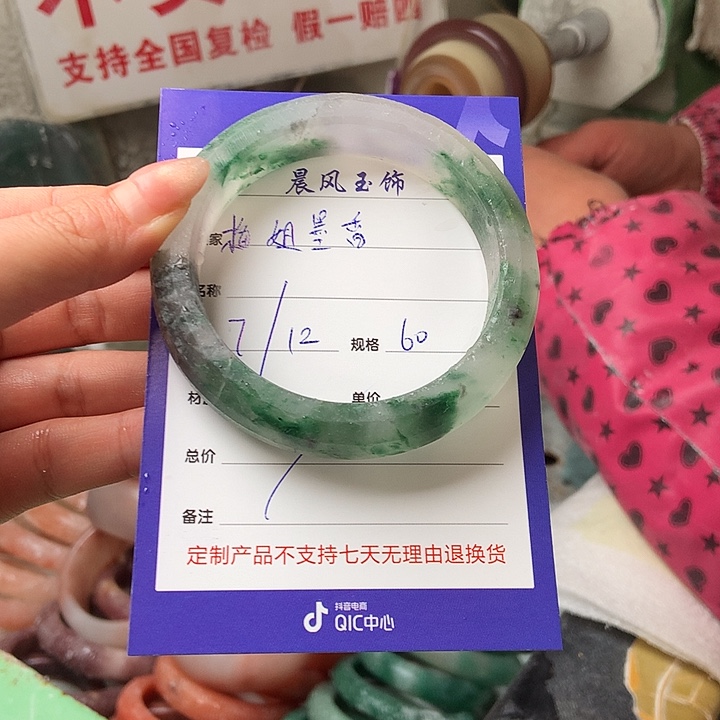 支持全国复检 假一赔四
晨风玉饰
家 梅姐墨香
名称
7/12 规格 60
单价
总价
备注
定制产品不支持七天无理由退换货
抖音电商
QIC中心